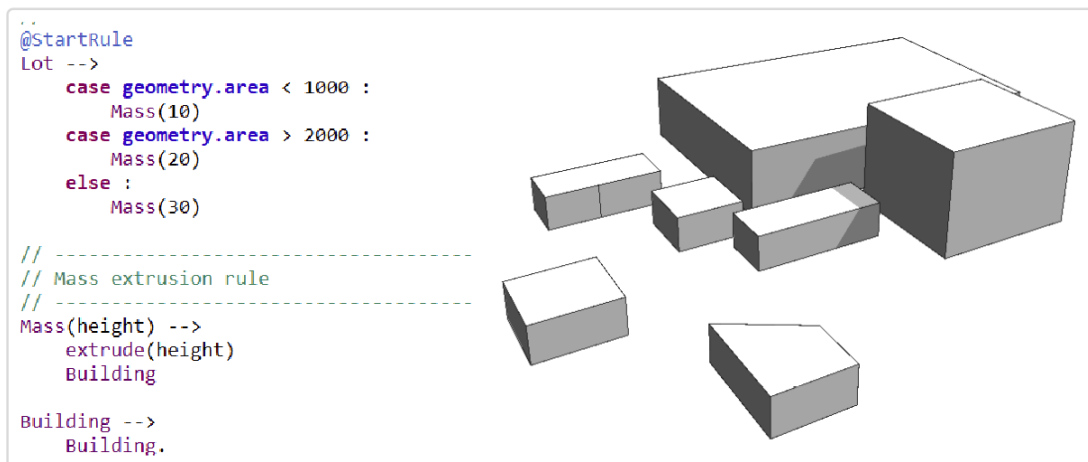 //
@StartRule
Lot -->
case geometry.area < 1000 :
Mass(10)
case geometry.area > 2000 :
Mass(20)
else :
Mass(30)
// -----------------------------------
// Mass extrusion rule
// -----------------------------------
Mass(height) -->
extrude(height)
Building
Building -->
Building.